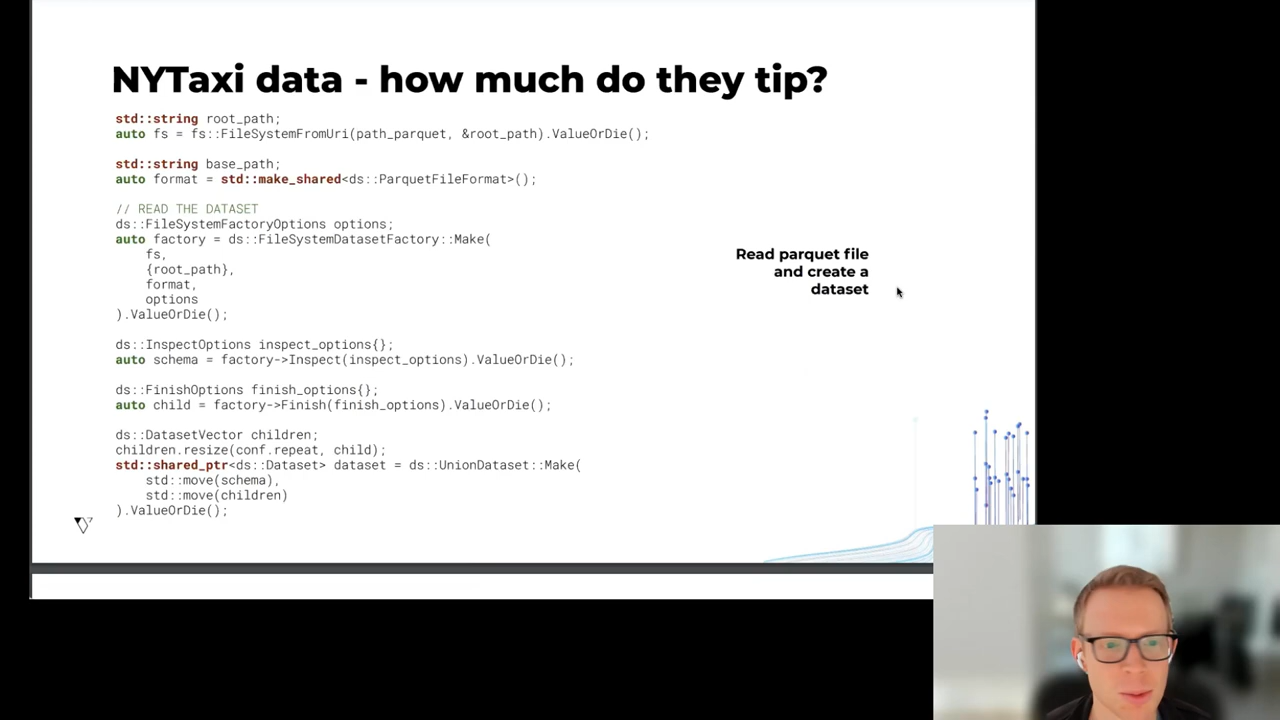 NYTaxi data - how much do they tip?
std::string root_path;
auto fs = fs::FileSystemFromUri(path_parquet, &root_path).ValueOrDie();
std::string base_path;
auto format = std::make_shared<ds::ParquetFileFormat>();
// READ THE DATASET
ds::FileSystemFactoryOptions options;
auto factory = ds::FileSystemDatasetFactory::Make(
fs,
{root_path},
format,
options
).ValueOrDie();
ds::InspectOptions inspect_options{};
auto schema = factory->Inspect(inspect_options).ValueOrDie();
ds::FinishOptions finish_options{};
auto child = factory->Finish(finish_options).ValueOrDie();
ds::DatasetVector children;
children.resize(conf.repeat, child);
std::shared_ptr<ds::Dataset> dataset = ds::UnionDataset::Make(
std::move(schema),
std::move(children)
).ValueOrDie();
Read parquet file
and create a
dataset